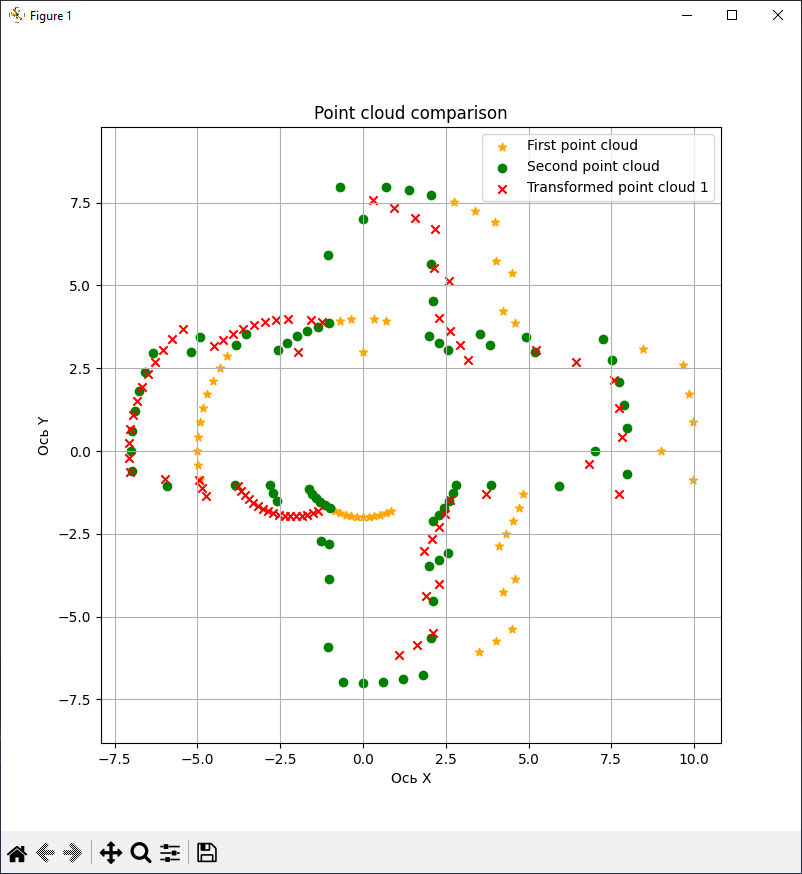 Figure 1
Point cloud comparison
First point cloud
Second point cloud
Transformed point cloud 1
7.5
5.0
2.5
0.0
−2.5
−5.0
−7.5
Ось Y
−7.5 −5.0 −2.5 0.0 2.5 5.0 7.5 10.0
Ось X